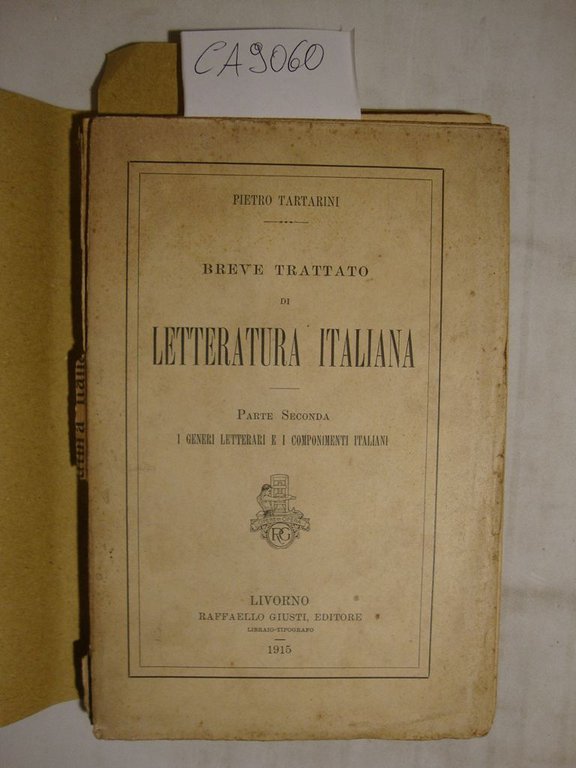 CA9060
PIETRO TARTARINI
BREVE TRATTATO
DI
LETTERATURA ITALIANA
PARTE SECONDA
I GENERI LETTERARI E I COMPONIMENTI ITALIANI
RG
LIVORNO
RAFFAELLO GIUSTI, EDITORE
LIBRAIO-TIPOGRAFO
1915